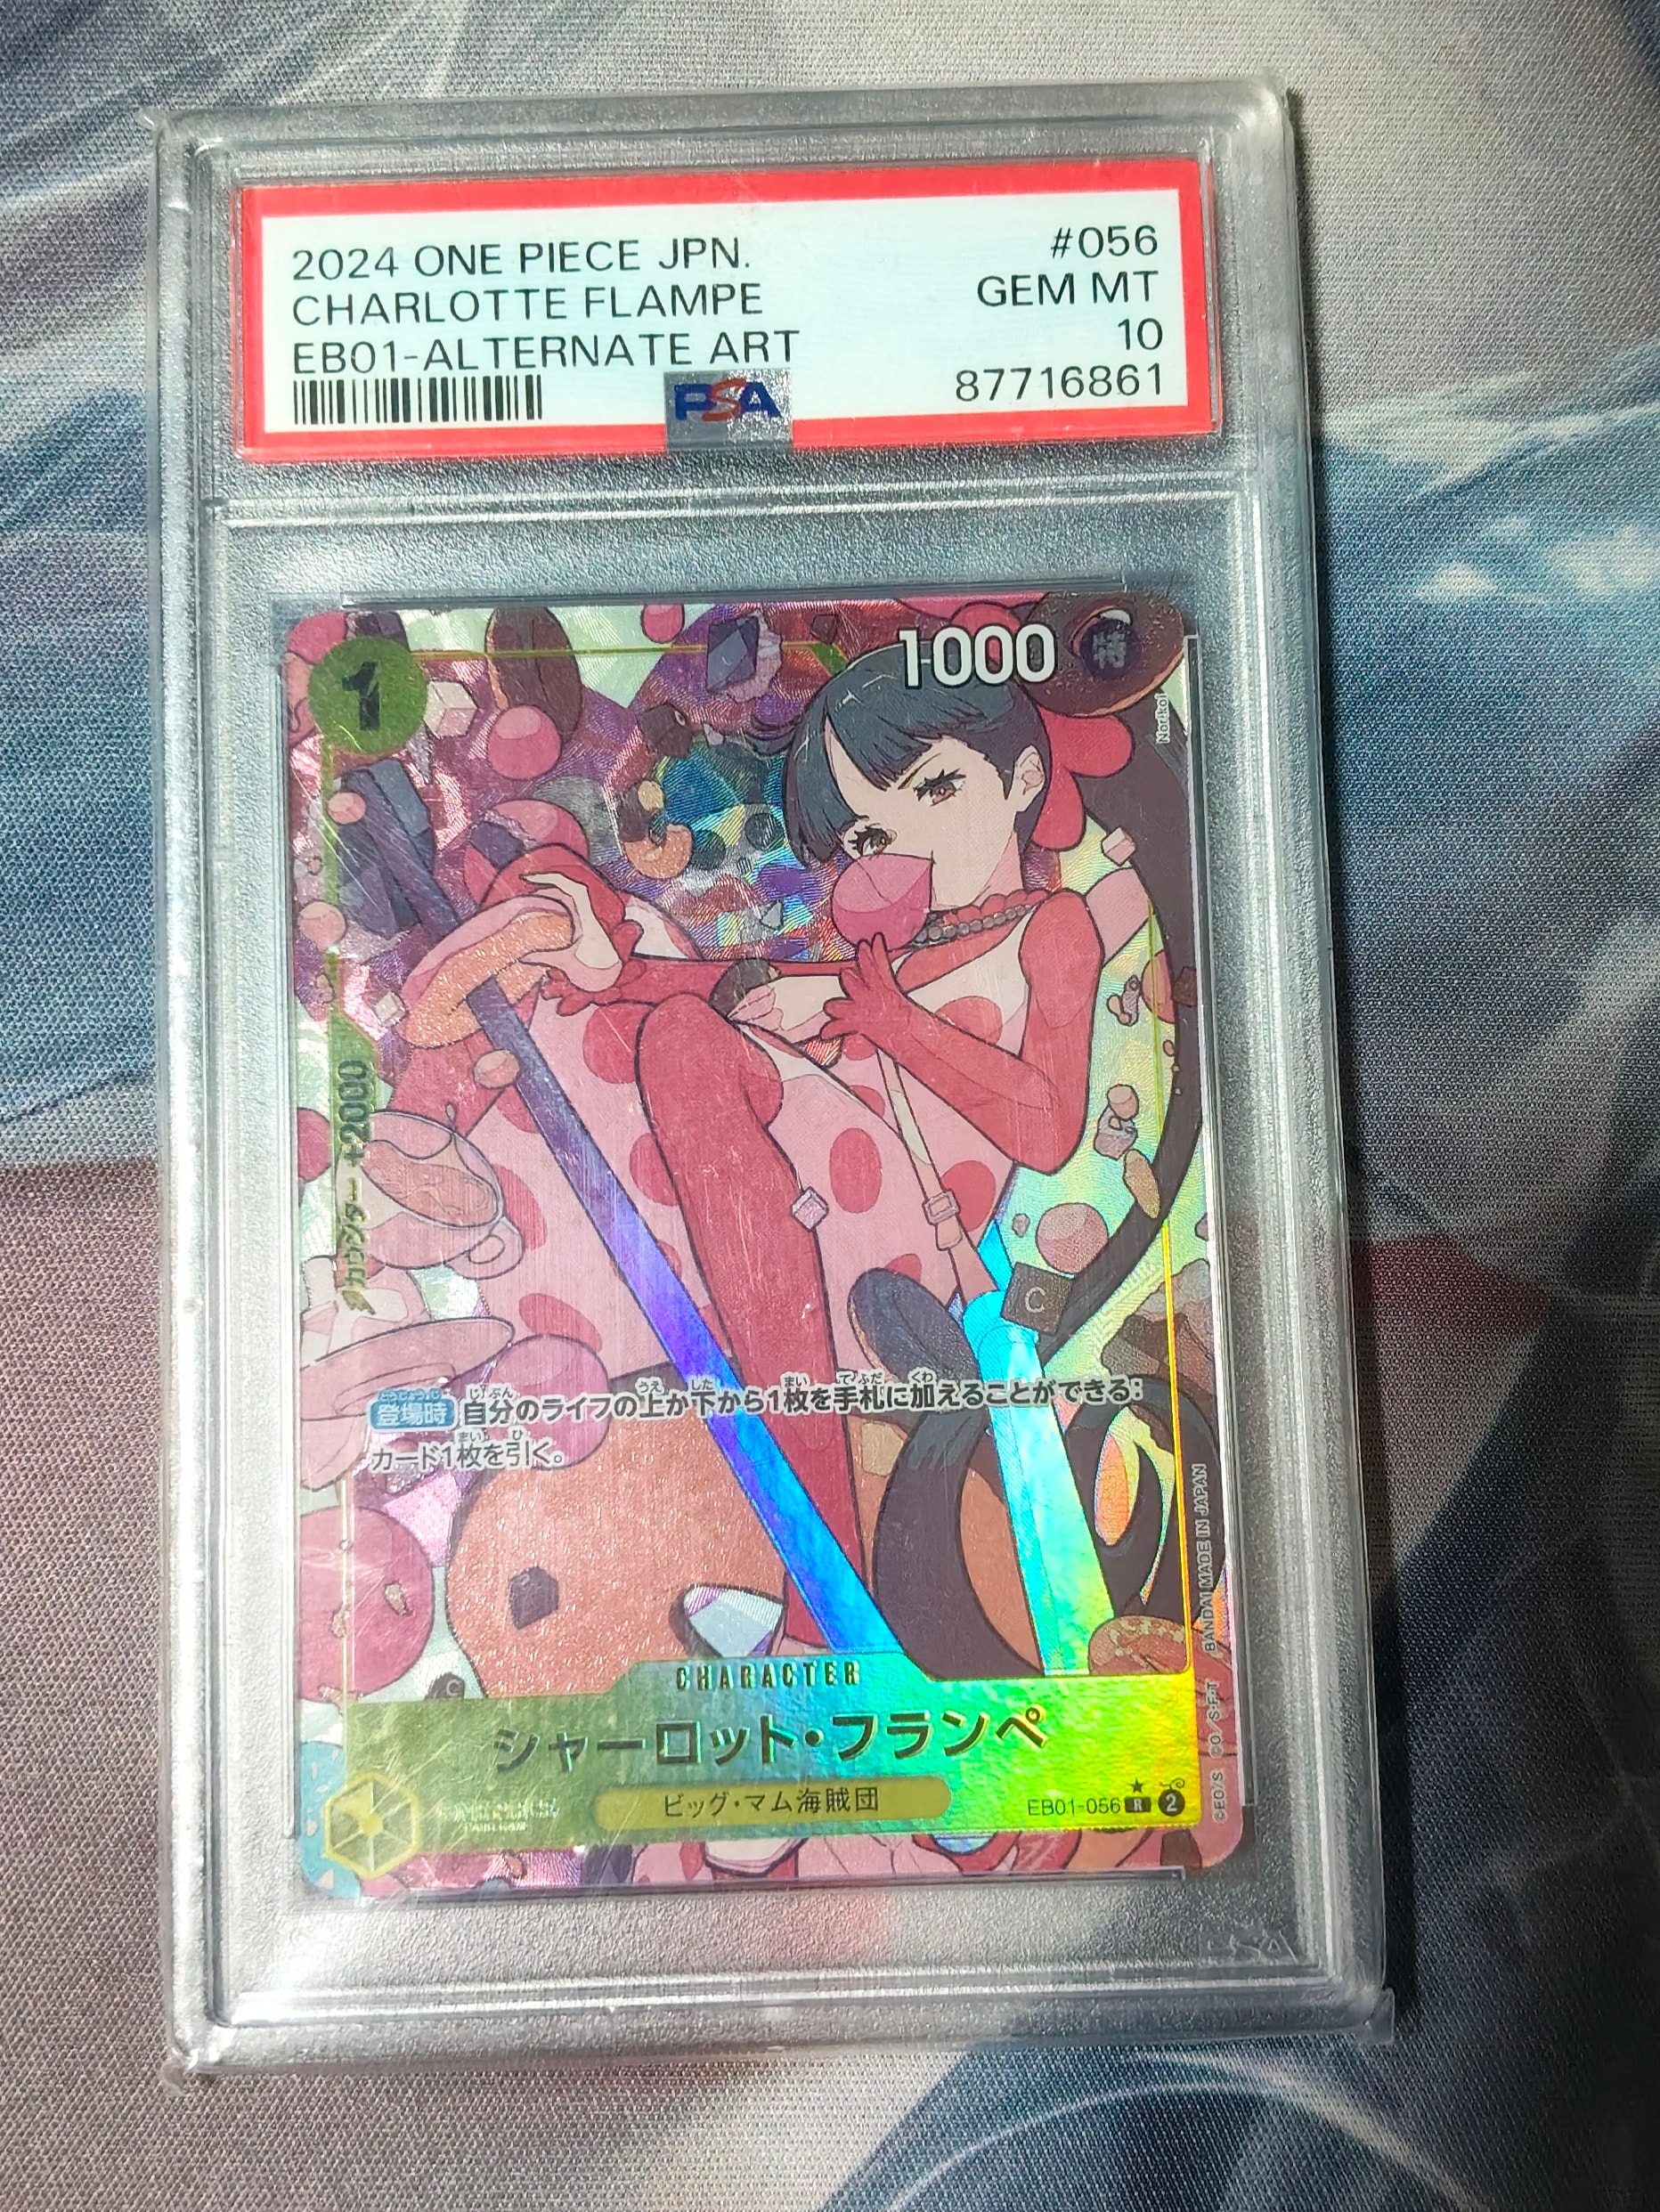 2024 ONE PIECE JPN.
#056
CHARLOTTE FLAMPE
GEM MT
EB01-ALTERNATE ART
10
PSA
87716861
1
1000
特
Norikoi
カウンター +2000
登場時 自分のライフの上か下から1枚を手札に加えることができる:
カード1枚を引く。
C
C
CHARACTER
シャーロット・フランペ
ビッグ・マム海賊団
EB01-056 R 2
©E.O./S. ©O./S・F・T BANDAI MADE IN JAPAN
PSA